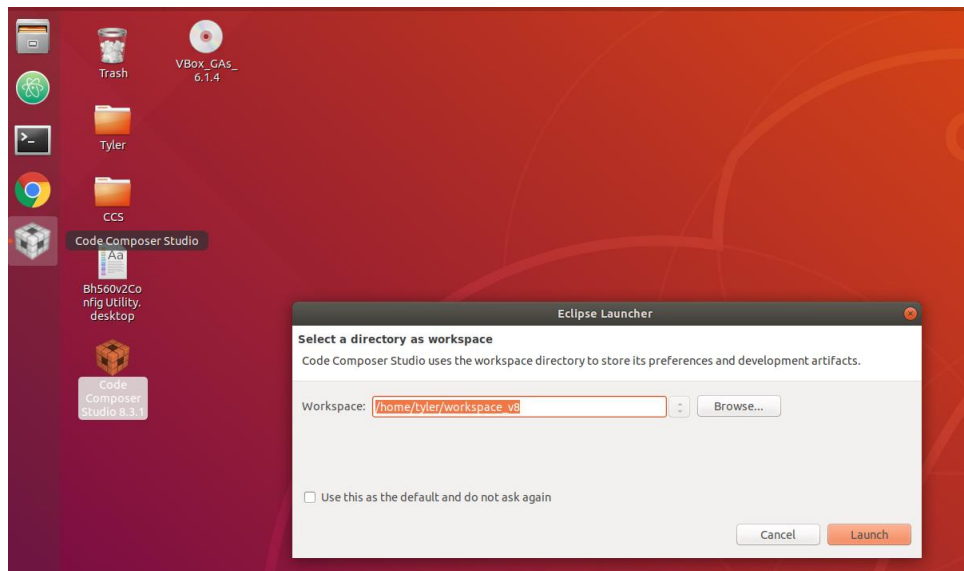 Trash
VBox_GAs_
6.1.4
>_
Tyler
CCS
Code Composer Studio
Aa
Bh560v2Co
nfig Utility.
desktop
Code
Composer
Studio 8.3.1
Eclipse Launcher
Select a directory as workspace
Code Composer Studio uses the workspace directory to store its preferences and development artifacts.
Workspace: /home/tyler/workspace_v8 Browse...
Use this as the default and do not ask again
Cancel Launch